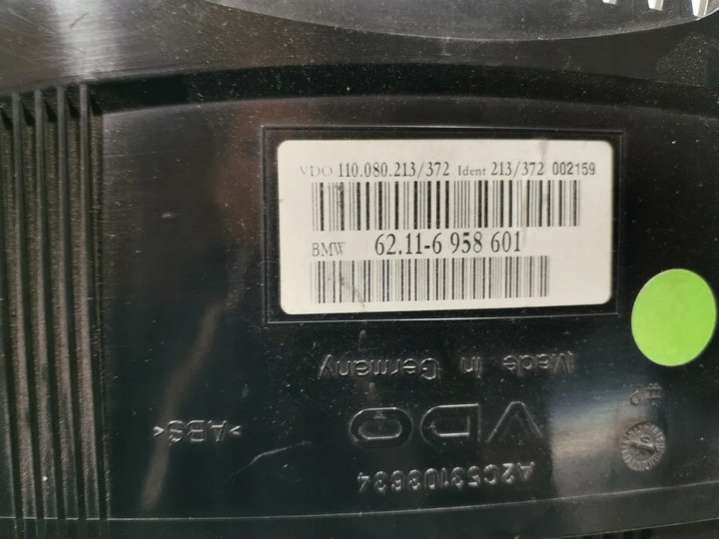 VDO 110.080.213/372 Ident 213/372 002159
BMW 62.11-6 958 601
Made in Germany
>ABS<
VDO
A2C53103634